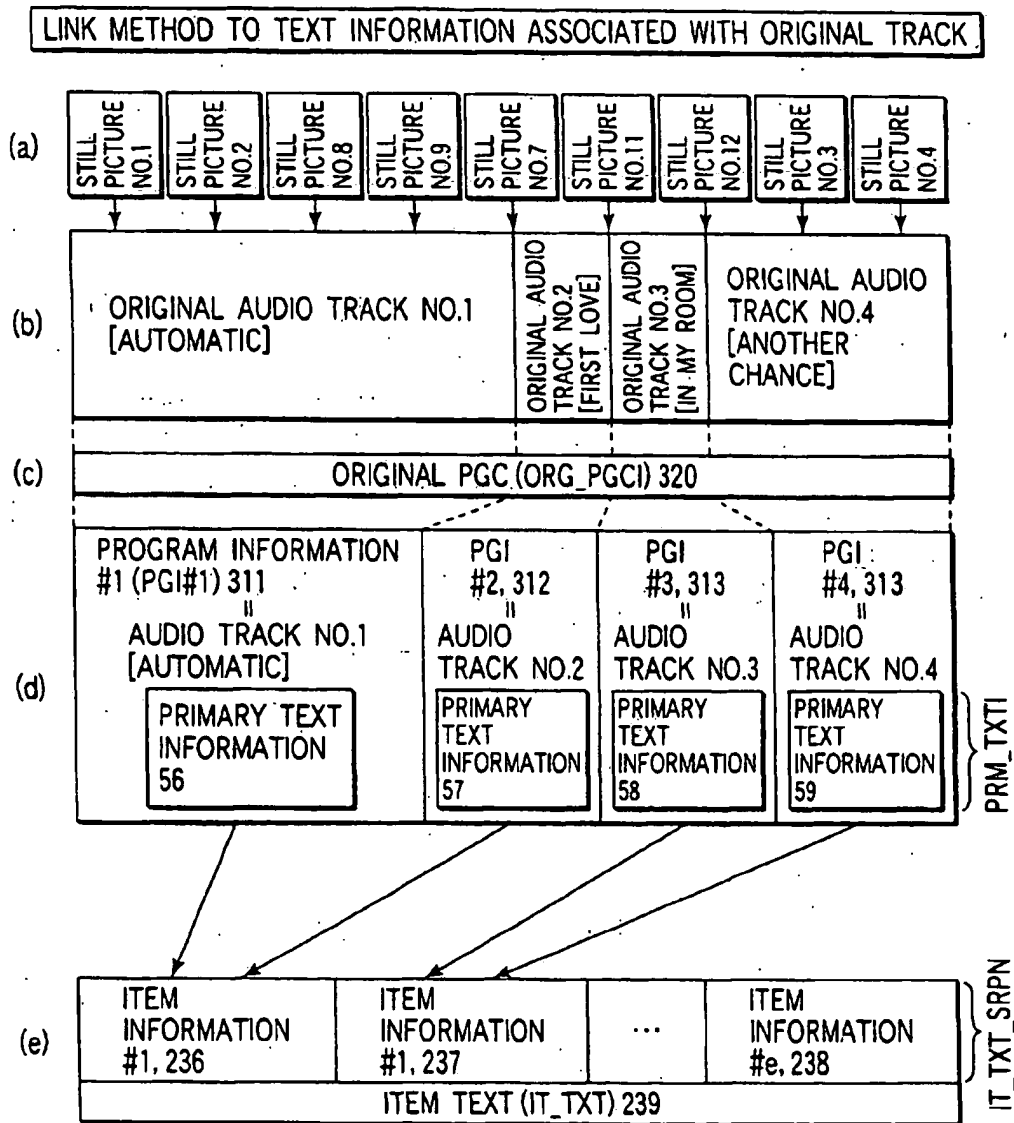 LINK METHOD TO TEXT INFORMATION ASSOCIATED WITH ORIGINAL TRACK
(a)
STILL
PICTURE
NO.1
STILL
PICTURE
NO.2
STILL
PICTURE
NO.8
STILL
PICTURE
NO.9
STILL
PICTURE
NO.7
STILL
PICTURE
NO.11
STILL
PICTURE
NO.12
STILL
PICTURE
NO.3
STILL
PICTURE
NO.4
(b)
ORIGINAL AUDIO TRACK NO.1
[AUTOMATIC]
ORIGINAL AUDIO
TRACK NO.2
[FIRST LOVE]
ORIGINAL AUDIO
TRACK NO.3
[IN MY ROOM]
ORIGINAL AUDIO
TRACK NO.4
[ANOTHER
CHANCE]
(c)
ORIGINAL PGC (ORG_PGCI) 320
(d)
PROGRAM INFORMATION
#1 (PGI#1) 311
=
AUDIO TRACK NO.1
[AUTOMATIC]
PRIMARY TEXT
INFORMATION
56
PGI
#2, 312
=
AUDIO
TRACK NO.2
PRIMARY
TEXT
INFORMATION
57
PGI
#3, 313
=
AUDIO
TRACK NO.3
PRIMARY
TEXT
INFORMATION
58
PGI
#4, 313
=
AUDIO
TRACK NO.4
PRIMARY
TEXT
INFORMATION
59
PRM_TXTI
(e)
ITEM
INFORMATION
#1, 236
ITEM
INFORMATION
#1, 237
...
ITEM
INFORMATION
#e, 238
IT_TXT_SRPN
ITEM TEXT (IT_TXT) 239